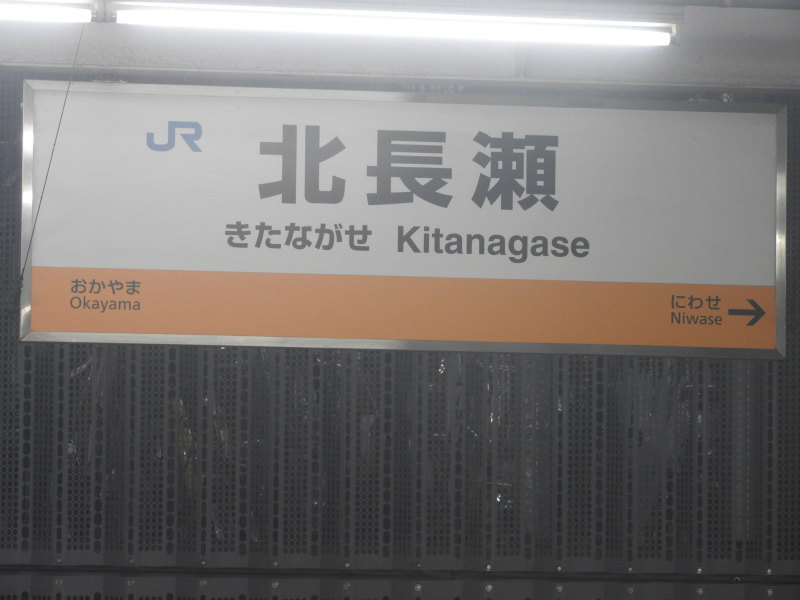 JR
北長瀬
きたながせ Kitanagase
おかやま
Okayama
にわせ
Niwase →